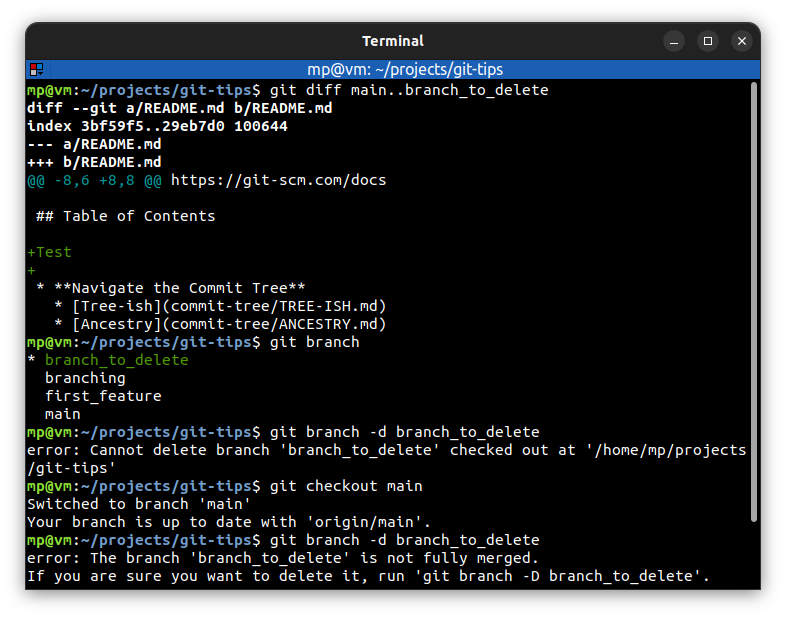 Terminal
mp@vm: ~/projects/git-tips
mp@vm:~/projects/git-tips$ git diff main..branch_to_delete
diff --git a/README.md b/README.md
index 3bf59f5..29eb7d0 100644
--- a/README.md
+++ b/README.md
@@ -8,6 +8,8 @@ https://git-scm.com/docs
 ## Table of Contents
+Test
+
 * **Navigate the Commit Tree**
   * [Tree-ish](commit-tree/TREE-ISH.md)
   * [Ancestry](commit-tree/ANCESTRY.md)
mp@vm:~/projects/git-tips$ git branch
* branch_to_delete
  branching
  first_feature
  main
mp@vm:~/projects/git-tips$ git branch -d branch_to_delete
error: Cannot delete branch 'branch_to_delete' checked out at '/home/mp/projects
/git-tips'
mp@vm:~/projects/git-tips$ git checkout main
Switched to branch 'main'
Your branch is up to date with 'origin/main'.
mp@vm:~/projects/git-tips$ git branch -d branch_to_delete
error: The branch 'branch_to_delete' is not fully merged.
If you are sure you want to delete it, run 'git branch -D branch_to_delete'.